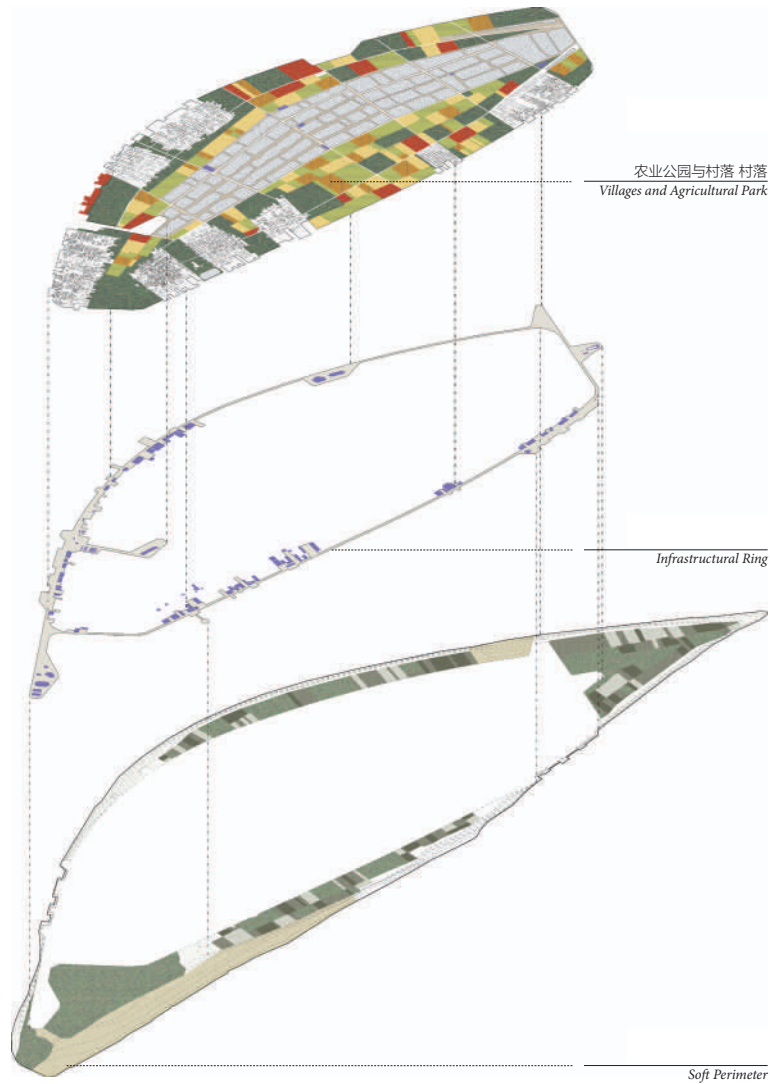 农业公园与村落 村落
Villages and Agricultural Park
Infrastructural Ring
Soft Perimeter